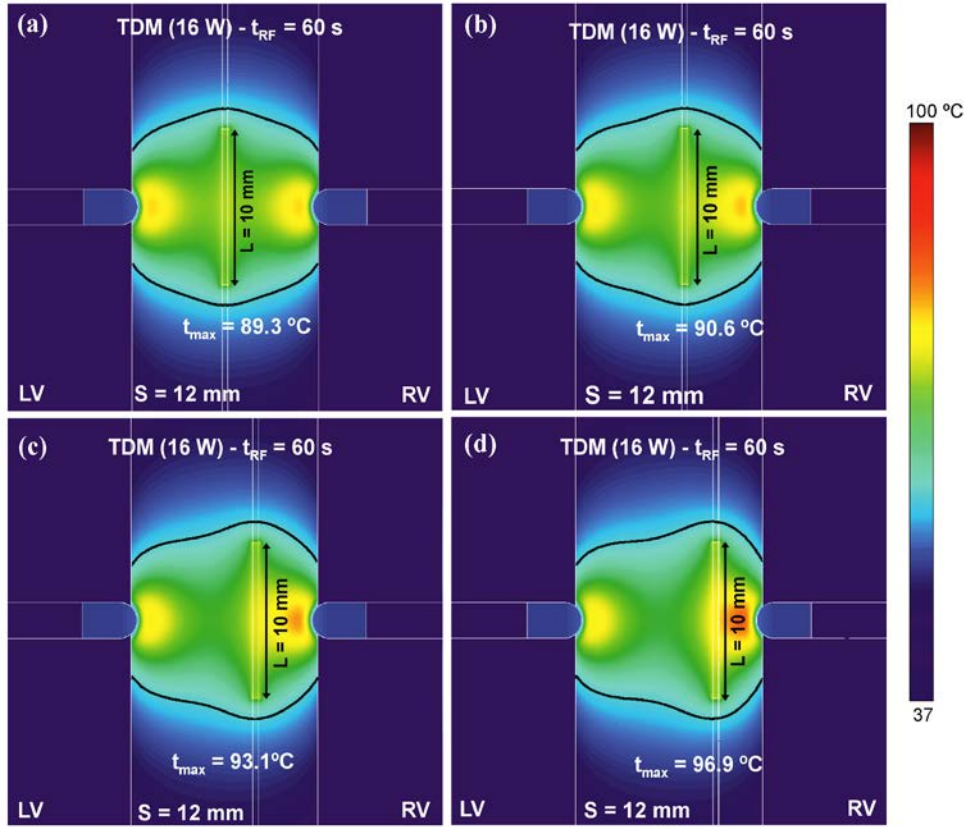 (a)
TDM (16 W) - tRF = 60 s
L = 10 mm
tmax = 89.3 ºC
LV
S = 12 mm
RV
(b)
TDM (16 W) - tRF = 60 s
L = 10 mm
tmax = 90.6 ºC
LV
S = 12 mm
RV
(c)
TDM (16 W) - tRF = 60 s
L = 10 mm
tmax = 93.1ºC
LV
S = 12 mm
RV
(d)
TDM (16 W) - tRF = 60 s
L = 10 mm
tmax = 96.9 ºC
LV
S = 12 mm
RV
100 ºC
37